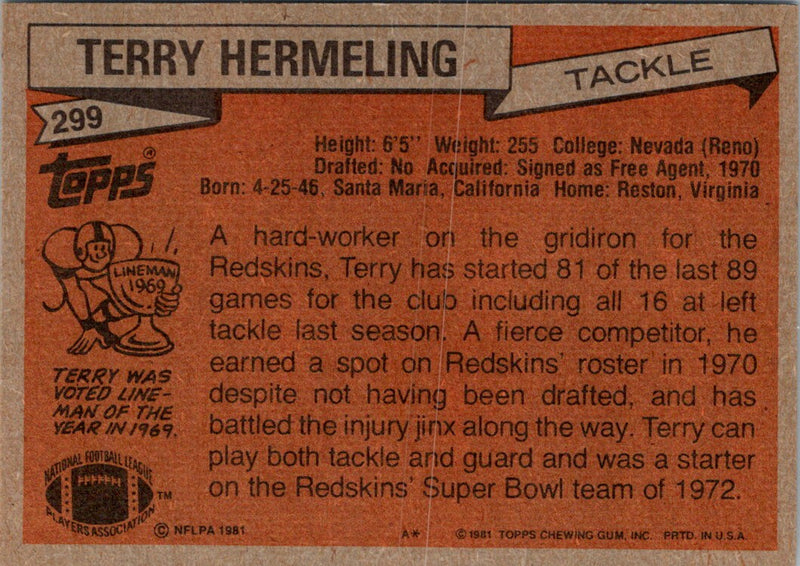 TERRY HERMELING
TACKLE
299
topps®
Height: 6'5'' Weight: 255 College: Nevada (Reno)
Drafted: No Acquired: Signed as Free Agent, 1970
Born: 4-25-46, Santa Maria, California Home: Reston, Virginia
LINEMAN
1969
TERRY WAS
VOTED LINE-
MAN OF THE
YEAR IN 1969.
A hard-worker on the gridiron for the
Redskins, Terry has started 81 of the last 89
games for the club including all 16 at left
tackle last season. A fierce competitor, he
earned a spot on Redskins' roster in 1970
despite not having been drafted, and has
battled the injury jinx along the way. Terry can
play both tackle and guard and was a starter
on the Redskins' Super Bowl team of 1972.
NATIONAL FOOTBALL LEAGUE
PLAYERS ASSOCIATION
TM
© NFLPA 1981
A*
© 1981 TOPPS CHEWING GUM, INC. PRTD. IN U.S.A.